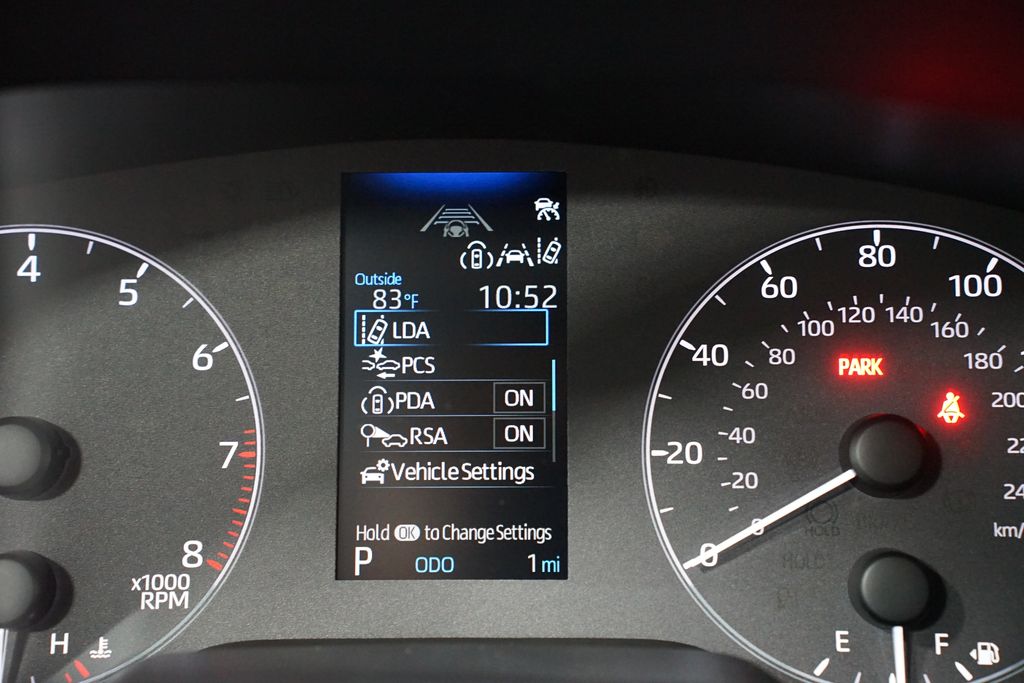 4
5
6
7
8
x1000
RPM
H
Outside
83°F 10:52
LDA
PCS
PDA ON
RSA ON
Vehicle Settings
Hold OK to Change Settings
P ODO 1 mi
0
20
40
60
80
100
0
20
40
60
80
100
120
140
160
180
200
km/
PARK
HOLD
E
F